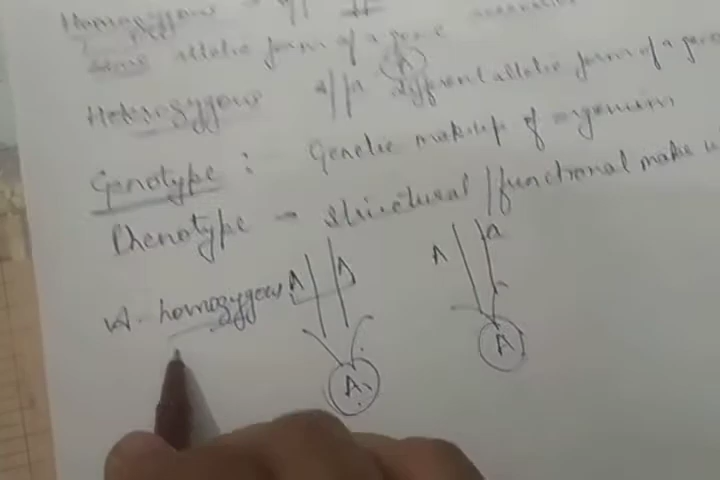 Homozygous -
same allelic form of a gene
(A)
Heterozygous different allelic form of a gene
Genotype :- Genetic makeup of organism
Phenotype - structural / functional make u
A A A a
homozygous
A A